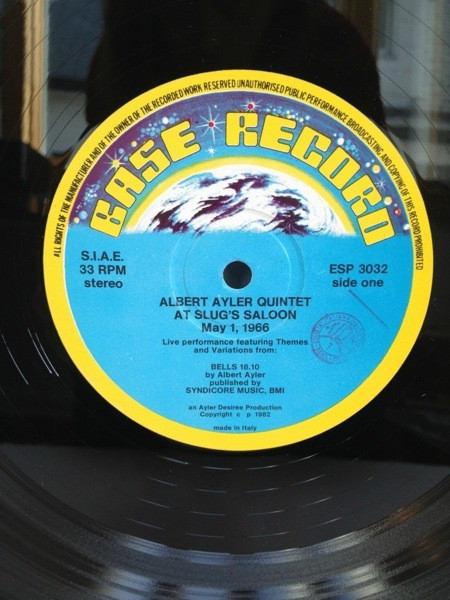 ALL RIGHTS OF THE MANUFACTURER AND OF THE OWNER OF THE RECORDED WORK RESERVED UNAUTHORISED PUBLIC PERFORMANCE BROADCASTING AND COPYING OF THIS RECORD PROHIBITED
BASE RECORD
S.I.A.E.
33 RPM
stereo
ESP 3032
side one
ALBERT AYLER QUINTET
AT SLUG'S SALOON
May 1, 1966
Live performance featuring Themes
and Variations from:
BELLS 16.10
by Albert Ayler
published by
SYNDICORE MUSIC, BMI
an Ayler Desiree Production
Copyright c p 1982
made in Italy